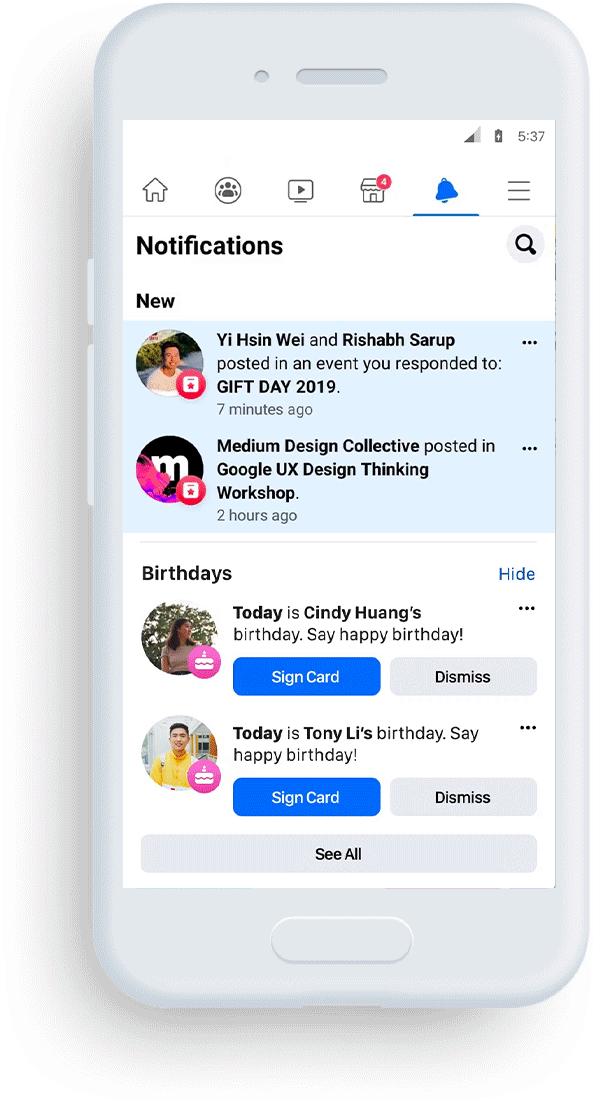 5:37
4
Notifications
New
Yi Hsin Wei and Rishabh Sarup
posted in an event you responded to:
GIFT DAY 2019.
7 minutes ago
m
Medium Design Collective posted in
Google UX Design Thinking
Workshop.
2 hours ago
Birthdays
Hide
Today is Cindy Huang’s
birthday. Say happy birthday!
Sign Card
Dismiss
Today is Tony Li’s birthday. Say
happy birthday!
Sign Card
Dismiss
See All